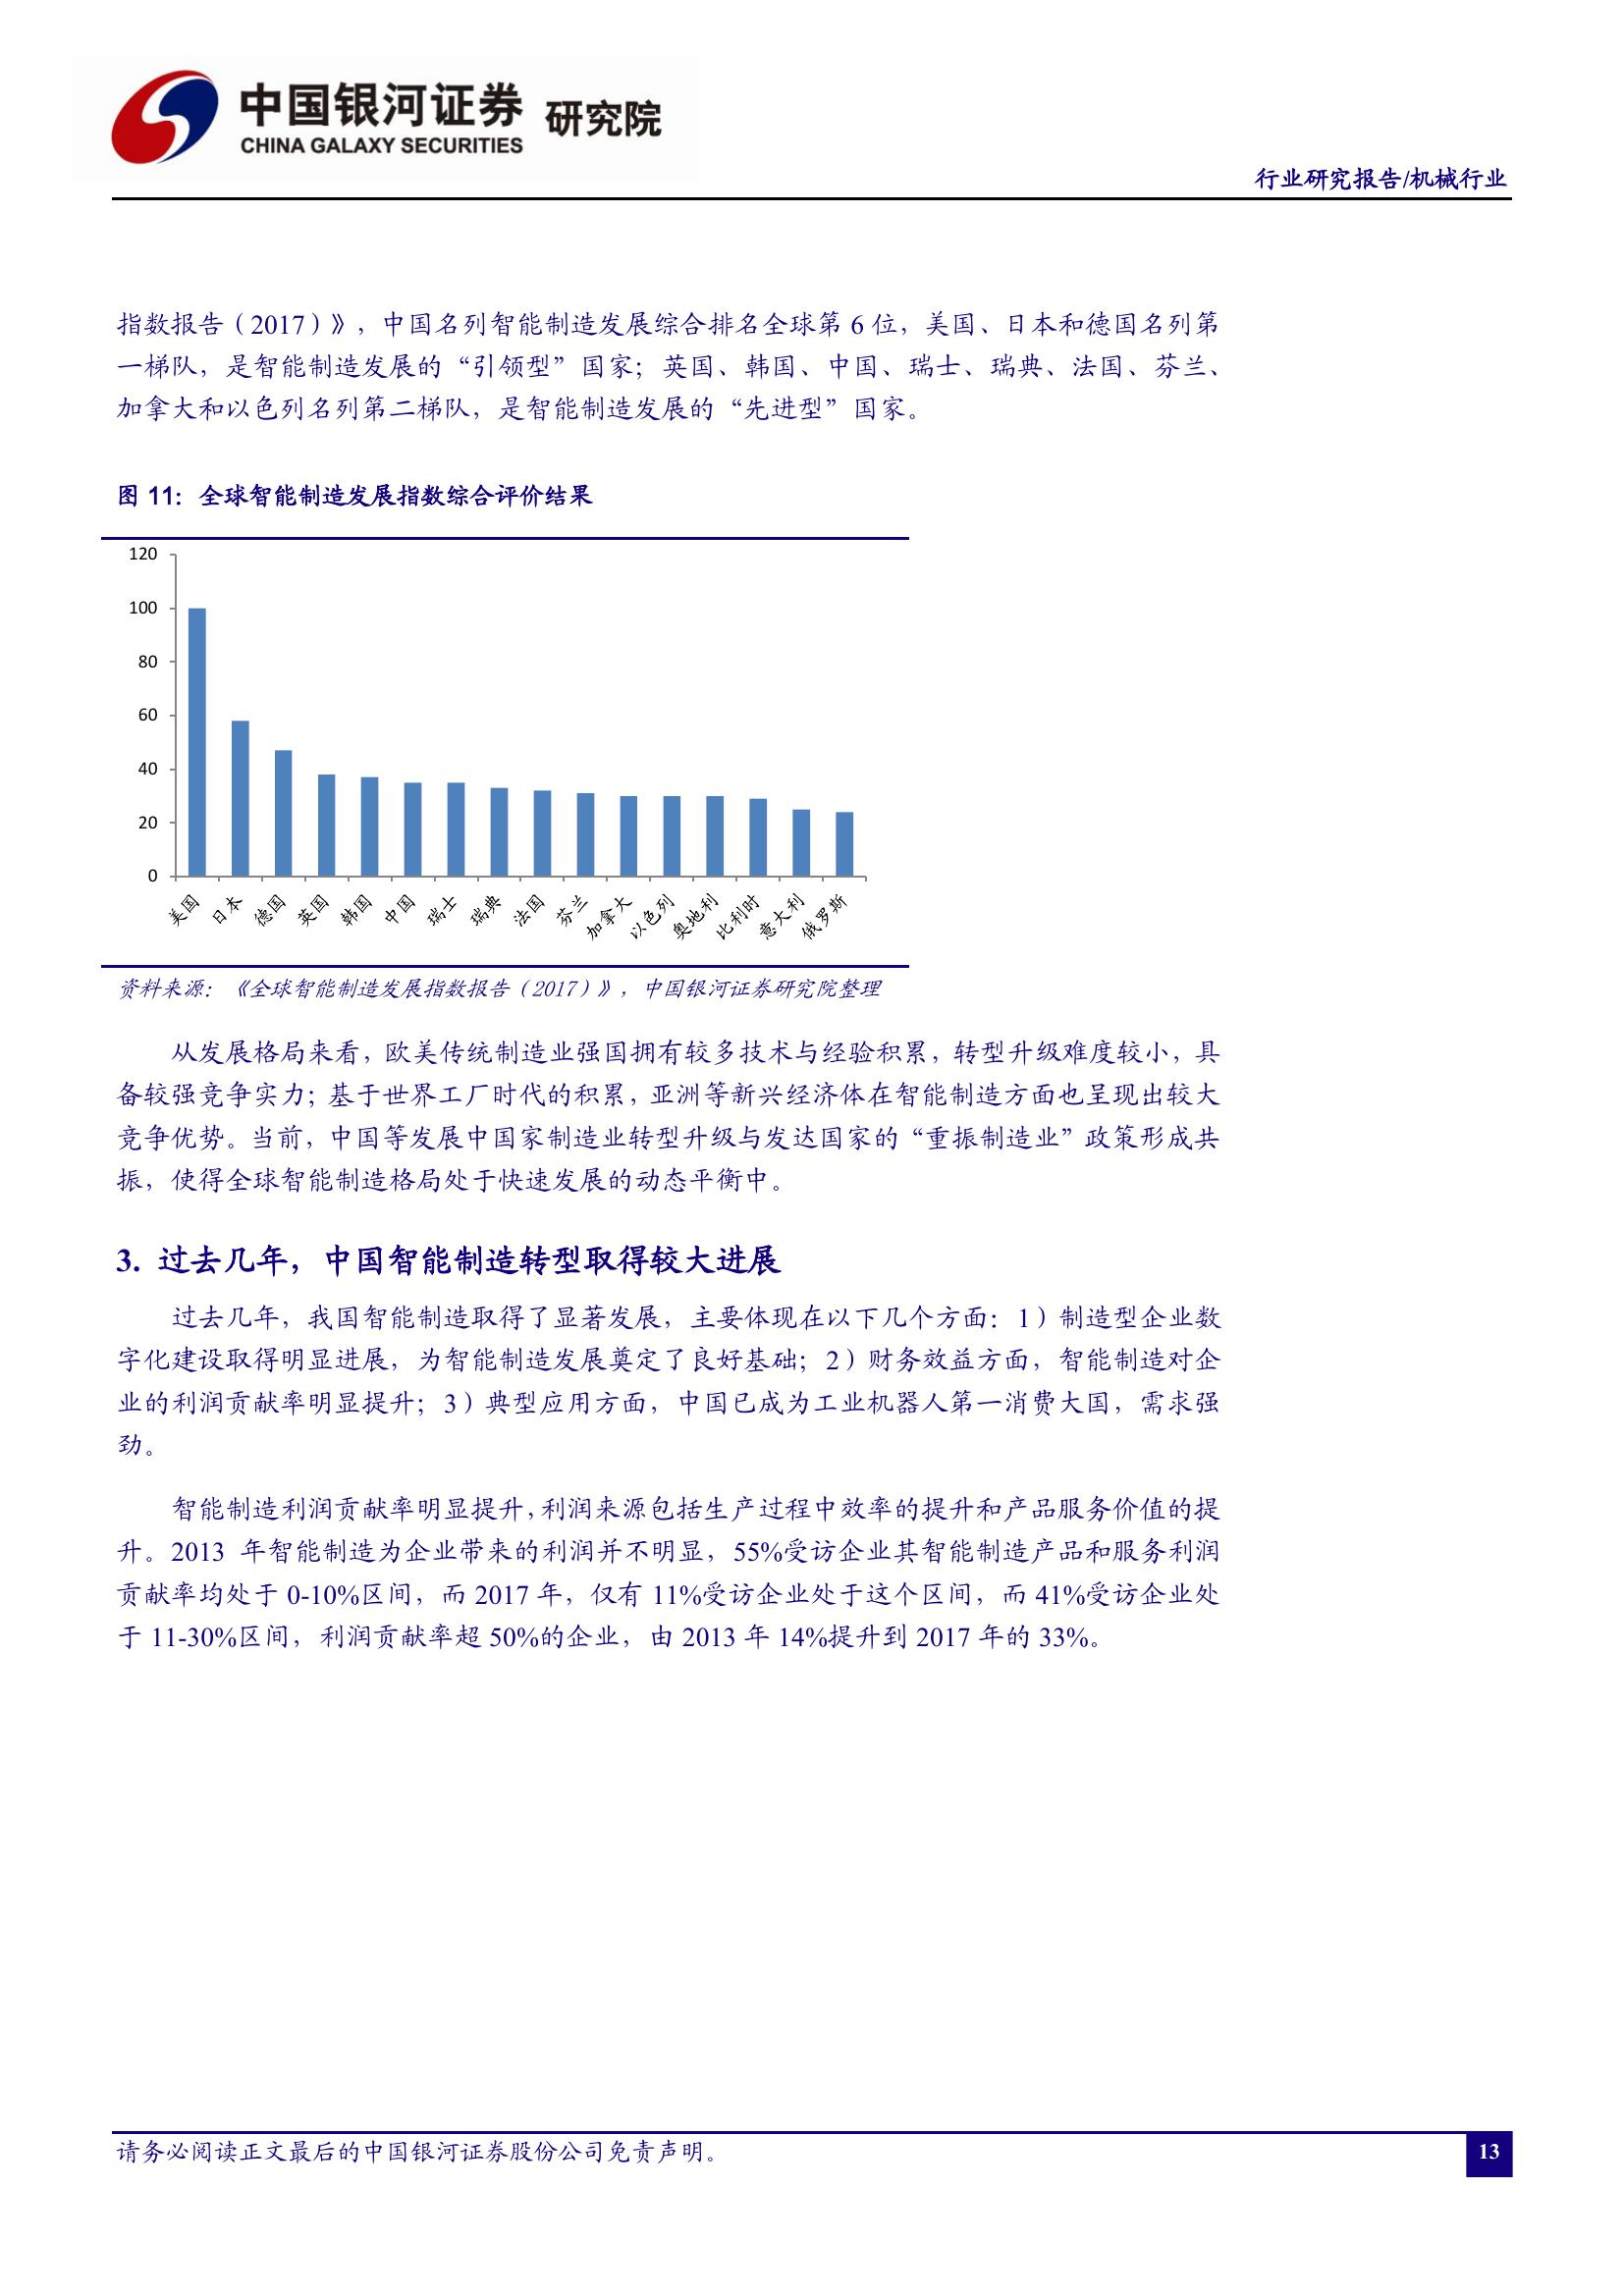 中国银河证券 研究院
CHINA GALAXY SECURITIES
行业研究报告/机械行业
指数报告（2017）》，中国名列智能制造发展综合排名全球第 6 位，美国、日本和德国名列第
一梯队，是智能制造发展的“引领型”国家；英国、韩国、中国、瑞士、瑞典、法国、芬兰、
加拿大和以色列名列第二梯队，是智能制造发展的“先进型”国家。
图 11：全球智能制造发展指数综合评价结果
120
100
80
60
40
20
0
美国 日本 德国 英国 韩国 中国 瑞士 瑞典 法国 芬兰 加拿大 以色列 奥地利 比利时 意大利 俄罗斯
资料来源：《全球智能制造发展指数报告（2017）》，中国银河证券研究院整理
从发展格局来看，欧美传统制造业强国拥有较多技术与经验积累，转型升级难度较小，具
备较强竞争实力；基于世界工厂时代的积累，亚洲等新兴经济体在智能制造方面也呈现出较大
竞争优势。当前，中国等发展中国家制造业转型升级与发达国家的“重振制造业”政策形成共
振，使得全球智能制造格局处于快速发展的动态平衡中。
3. 过去几年，中国智能制造转型取得较大进展
过去几年，我国智能制造取得了显著发展，主要体现在以下几个方面：1）制造型企业数
字化建设取得明显进展，为智能制造发展奠定了良好基础；2）财务效益方面，智能制造对企
业的利润贡献率明显提升；3）典型应用方面，中国已成为工业机器人第一消费大国，需求强
劲。
智能制造利润贡献率明显提升，利润来源包括生产过程中效率的提升和产品服务价值的提
升。2013 年智能制造为企业带来的利润并不明显，55%受访企业其智能制造产品和服务利润
贡献率均处于 0-10%区间，而 2017 年，仅有 11%受访企业处于这个区间，而 41%受访企业处
于 11-30%区间，利润贡献率超 50%的企业，由 2013 年 14%提升到 2017 年的 33%。
请务必阅读正文最后的中国银河证券股份公司免责声明。
13